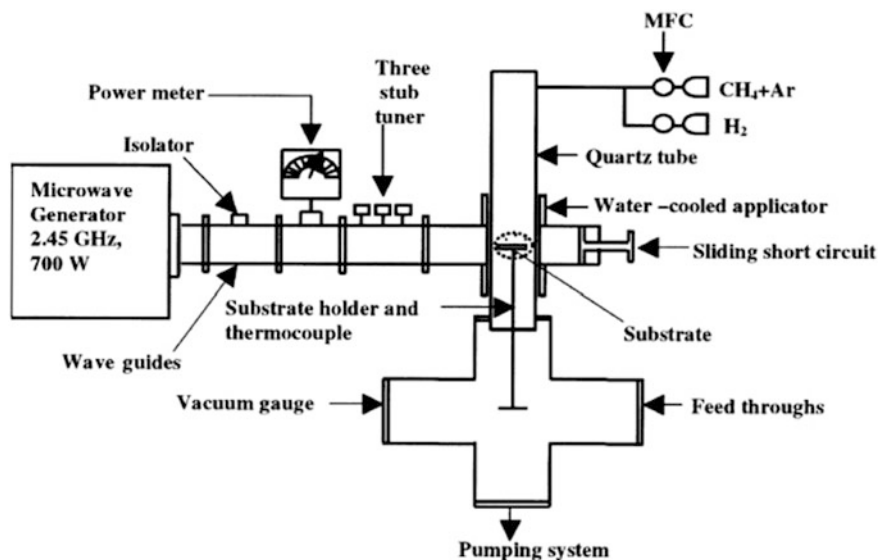 MFC
Three
stub
tuner
Power meter
CH₄+Ar
H₂
Isolator
Quartz tube
Microwave
Generator
2.45 GHz,
700 W
Water –cooled applicator
Sliding short circuit
Substrate holder and
thermocouple
Substrate
Wave guides
Vacuum gauge
Feed throughs
Pumping system